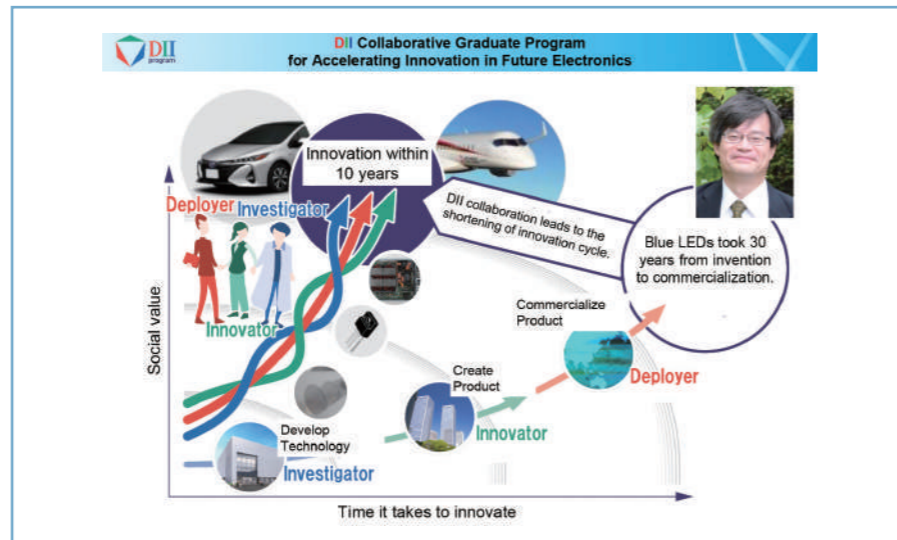 DII
program
DII Collaborative Graduate Program
for Accelerating Innovation in Future Electronics
Innovation within
10 years
Deployer
Investigator
Innovator
DII collaboration leads to the
shortening of innovation cycle.
Blue LEDs took 30
years from invention
to commercialization.
Commercialize
Product
Deployer
Create
Product
Innovator
Develop
Technology
Investigator
Social value
Time it takes to innovate